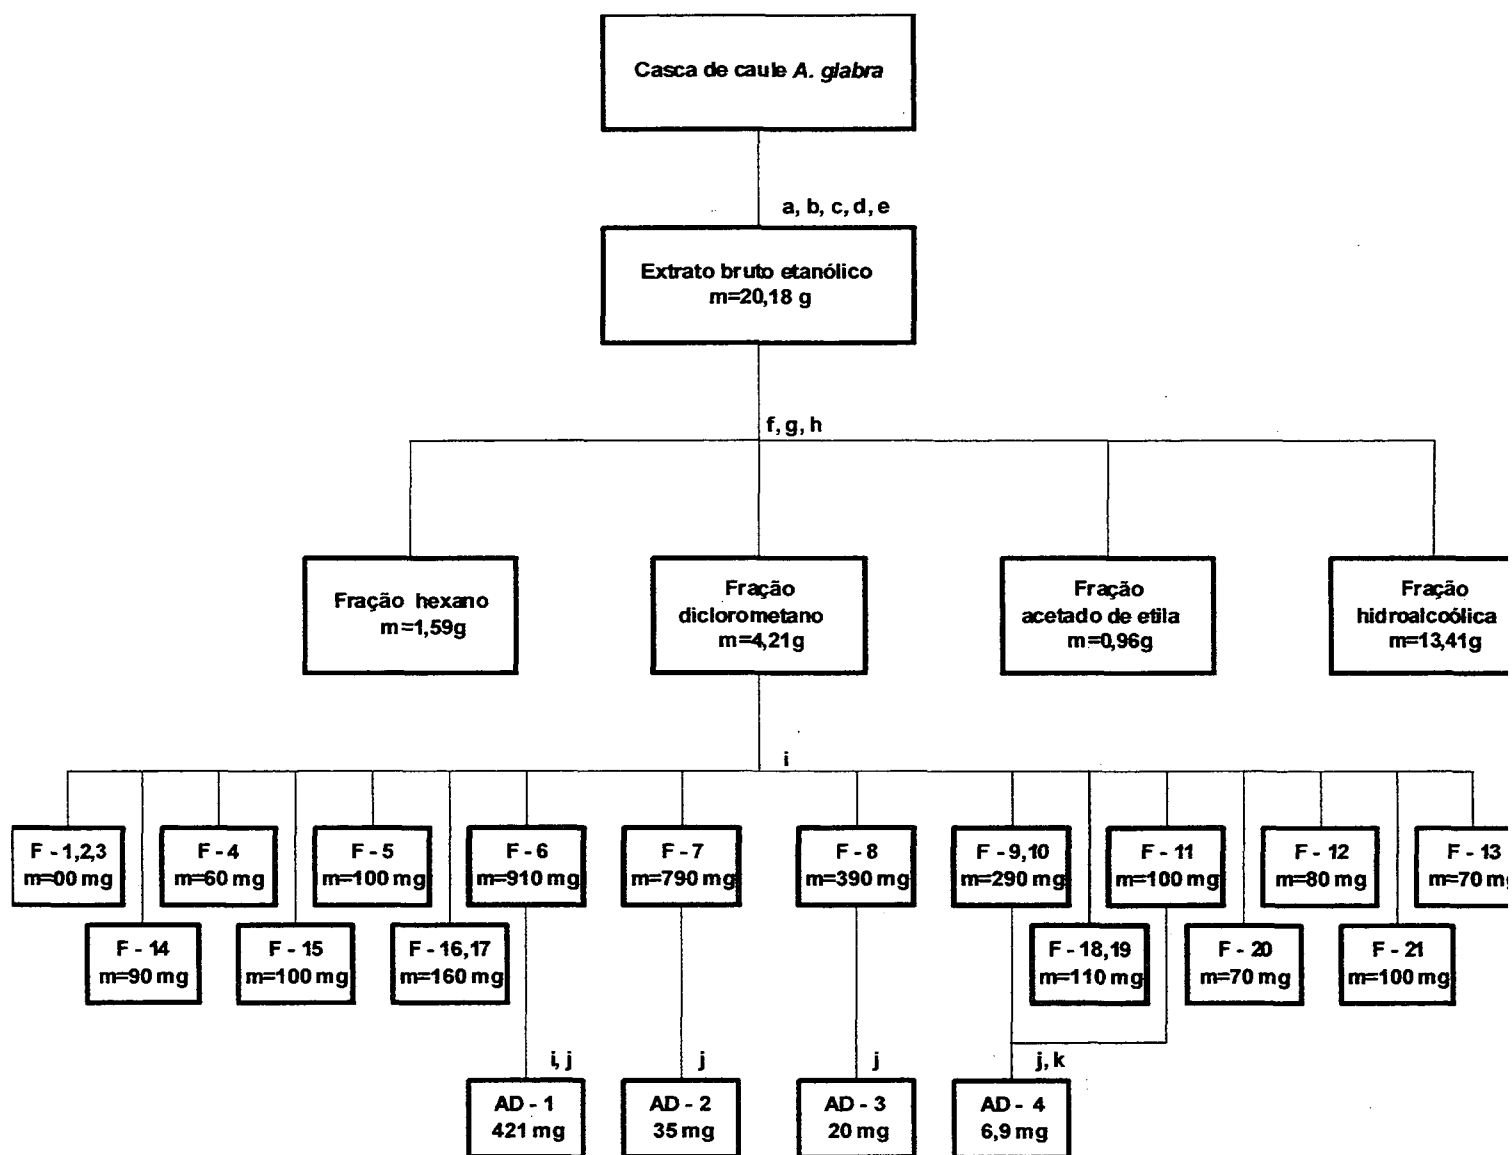 Casca de caule A. glabra
a, b, c, d, e
Extrato bruto etanólico
m=20,18 g
f, g, h
Fração hexano
m=1,59g
Fração
diclorometano
m=4,21g
Fração
acetado de etila
m=0,96g
Fração
hidroalcoólica
m=13,41g
i
F - 1,2,3
m=00 mg
F - 4
m=60 mg
F - 5
m=100 mg
F - 6
m=910 mg
F - 7
m=790 mg
F - 8
m=390 mg
F - 9,10
m=290 mg
F - 11
m=100 mg
F - 12
m=80 mg
F - 13
m=70 mg
F - 14
m=90 mg
F - 15
m=100 mg
F - 16,17
m=160 mg
F - 18,19
m=110 mg
F - 20
m=70 mg
F - 21
m=100 mg
i, j
j
j
j, k
AD - 1
421 mg
AD - 2
35 mg
AD - 3
20 mg
AD - 4
6,9 mg